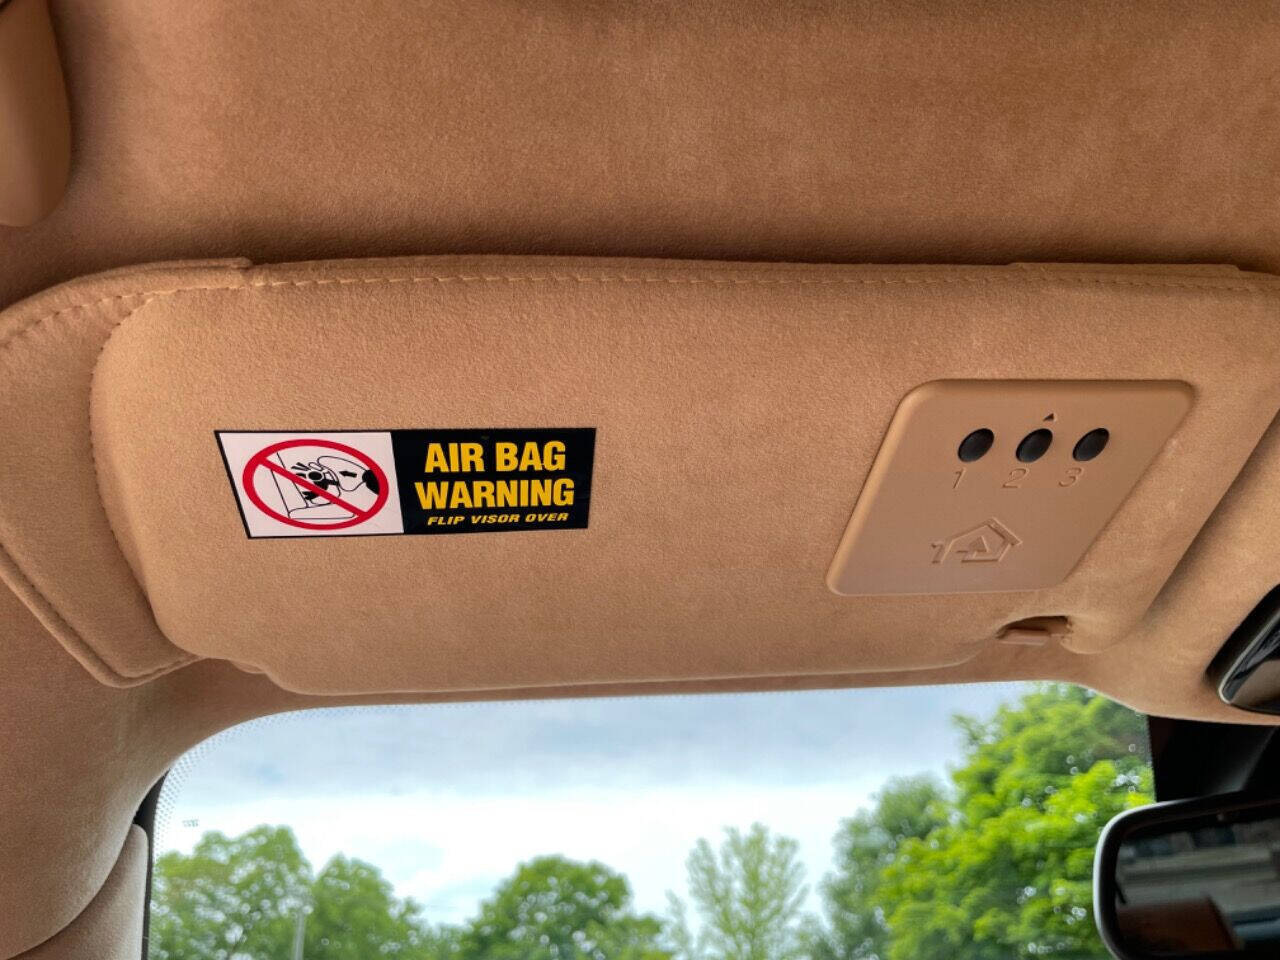 AIR BAG
WARNING
FLIP VISOR OVER
1 2 3